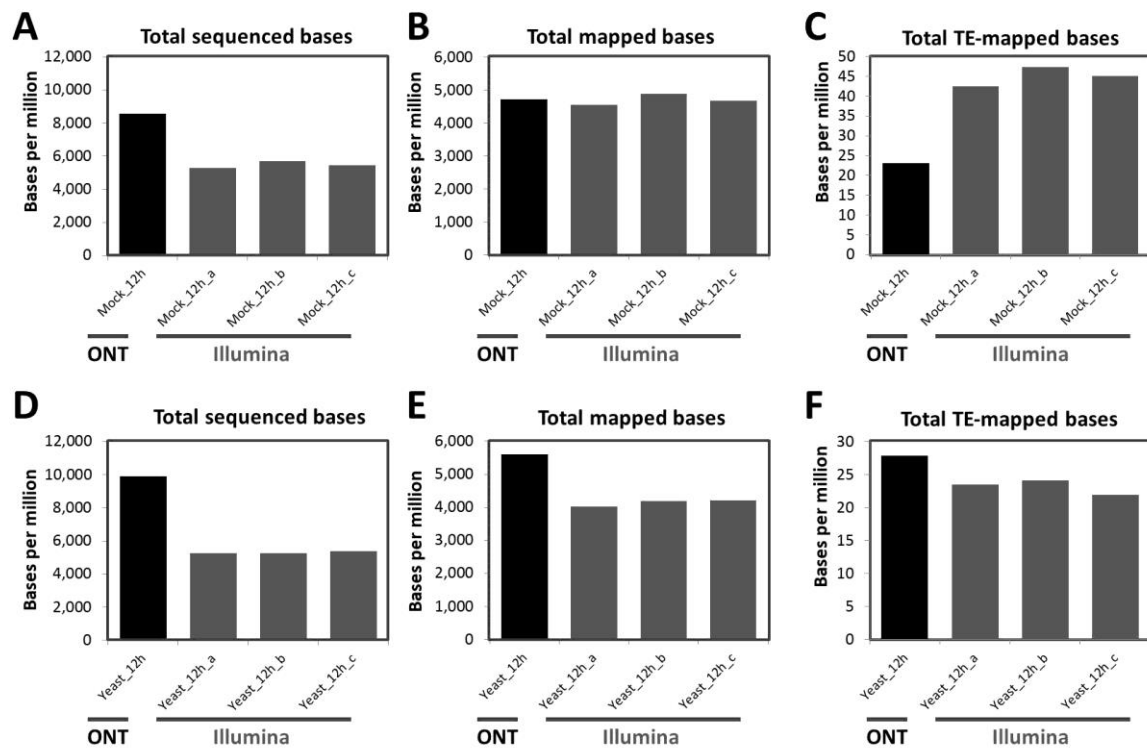 A
Total sequenced bases
Bases per million
12,000
10,000
8,000
6,000
4,000
2,000
0
Mock_12h
Mock_12h_a
Mock_12h_b
Mock_12h_c
ONT
Illumina
B
Total mapped bases
Bases per million
6,000
5,000
4,000
3,000
2,000
1,000
0
Mock_12h
Mock_12h_a
Mock_12h_b
Mock_12h_c
ONT
Illumina
C
Total TE-mapped bases
Bases per million
50
45
40
35
30
25
20
15
10
5
0
Mock_12h
Mock_12h_a
Mock_12h_b
Mock_12h_c
ONT
Illumina
D
Total sequenced bases
Bases per million
12,000
10,000
8,000
6,000
4,000
2,000
0
Yeast_12h
Yeast_12h_a
Yeast_12h_b
Yeast_12h_c
ONT
Illumina
E
Total mapped bases
Bases per million
6,000
5,000
4,000
3,000
2,000
1,000
0
Yeast_12h
Yeast_12h_a
Yeast_12h_b
Yeast_12h_c
ONT
Illumina
F
Total TE-mapped bases
Bases per million
30
25
20
15
10
5
0
Yeast_12h
Yeast_12h_a
Yeast_12h_b
Yeast_12h_c
ONT
Illumina